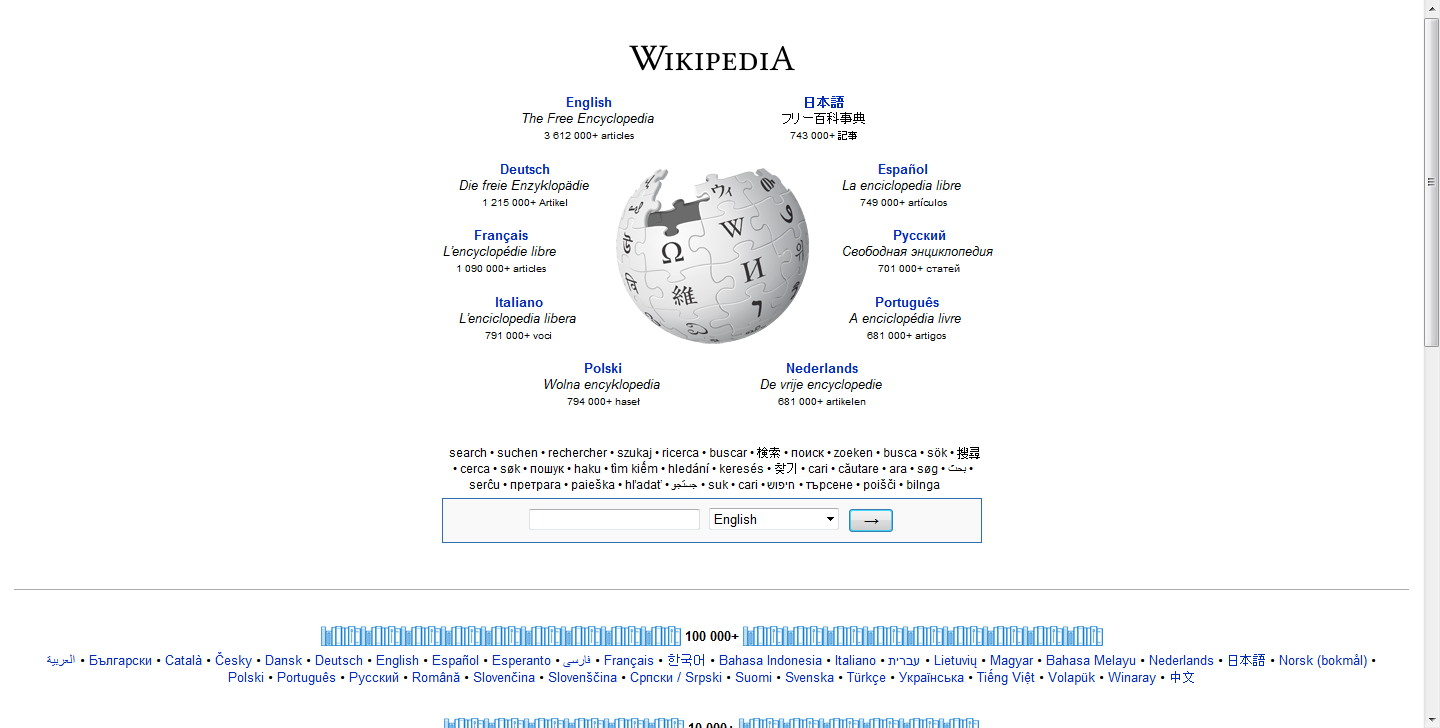 WIKIPEDIA
English
The Free Encyclopedia
3 612 000+ articles
日本語
フリー百科事典
743 000+ 記事
Deutsch
Die freie Enzyklopädie
1 215 000+ Artikel
Español
La enciclopedia libre
749 000+ artículos
Français
L'encyclopédie libre
1 090 000+ articles
Русский
Свободная энциклопедия
701 000+ статей
Italiano
L'enciclopedia libera
791 000+ voci
Português
A enciclopédia livre
681 000+ artigos
Polski
Wolna encyklopedia
794 000+ haseł
Nederlands
De vrije encyclopedie
681 000+ artikelen
Ω W И 維 ウィ 7
search • suchen • rechercher • szukaj • ricerca • buscar • 検索 • поиск • zoeken • busca • sök • 搜尋
• cerca • søk • пошук • haku • tìm kiếm • hledání • keresés • 찾기 • cari • căutare • ara • søg • بحث •
serĉu • претрага • paieška • hľadať • جستجو • suk • cari • חיפוש • търсене • poišči • bilnga
English →
100 000+
العربية • Български • Català • Česky • Dansk • Deutsch • English • Español • Esperanto • فارسی • Français • 한국어 • Bahasa Indonesia • Italiano • עברית • Lietuvių • Magyar • Bahasa Melayu • Nederlands • 日本語 • Norsk (bokmål) •
Polski • Português • Русский • Română • Slovenčina • Slovenščina • Српски / Srpski • Suomi • Svenska • Türkçe • Українська • Tiếng Việt • Volapük • Winaray • 中文
10 000+